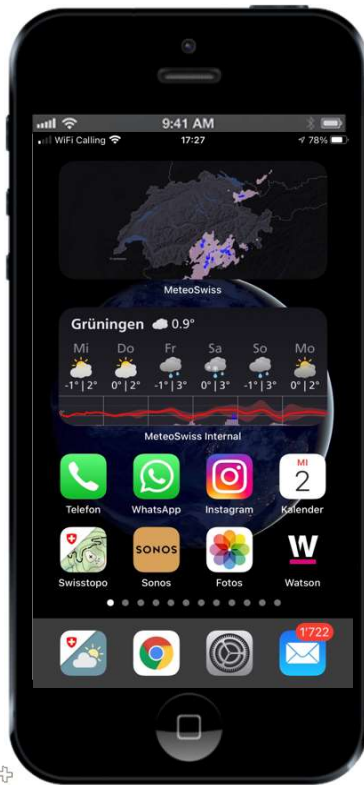 9:41 AM
WiFi Calling 17:27 78%
MeteoSwiss
Grüningen 0.9°
Mi Do Fr Sa So Mo
-1°|2° 0°|2° -1°|3° 0°|3° -1°|3° 0°|2°
MeteoSwiss Internal
MI
2
Telefon WhatsApp Instagram Kalender
SONOS
W
Swisstopo Sonos Fotos Watson
1'722